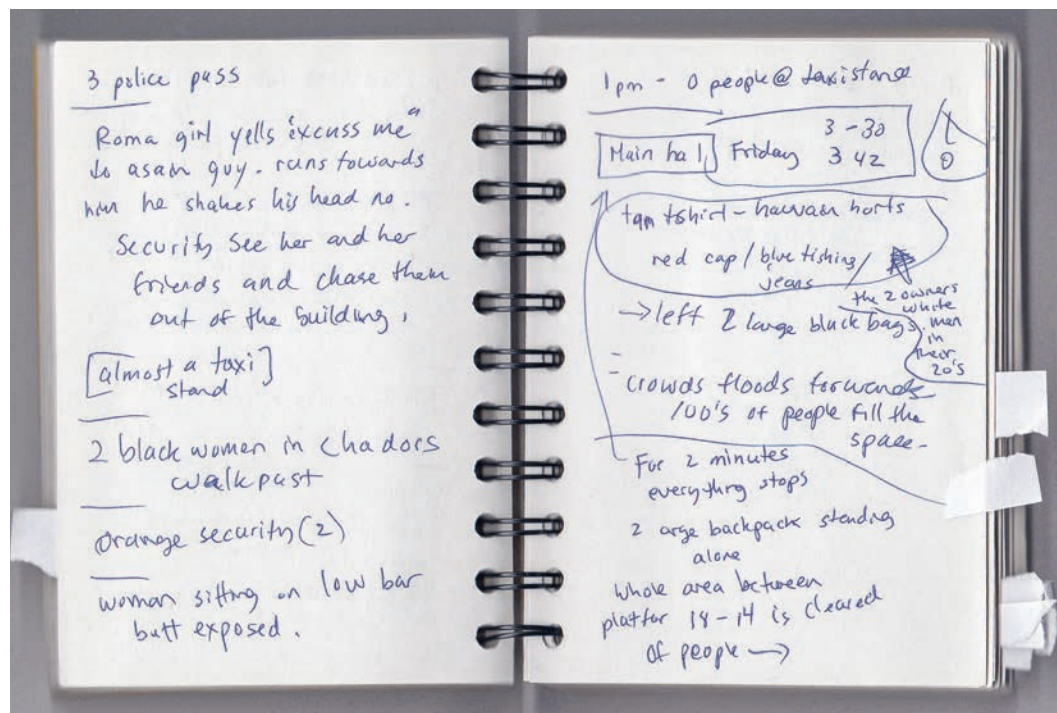 3 police pass
Roma girl yells "excuss me"
to asain guy. runs towards
him he shakes his head no.
Security see her and her
friends and chase them
out of the building.
[almost a taxi]
stand
2 black women in chadors
walk past
orange security (2)
woman sitting on low bar
butt exposed.
1 pm - 0 people @ taxistand
Main hall Friday 3 - 30
3 42
0
tan tshirt - hawain horts
red cap / blue fishing /
jeans
the 2 owners
white men
in
their
20's
→ left 2 large black bags.
crowds floods forwards
100's of people fill the
space -
For 2 minutes
everything stops
2 arge backpack standing
alone
whole area between
platfor 18 - 14 is cleared
of people →